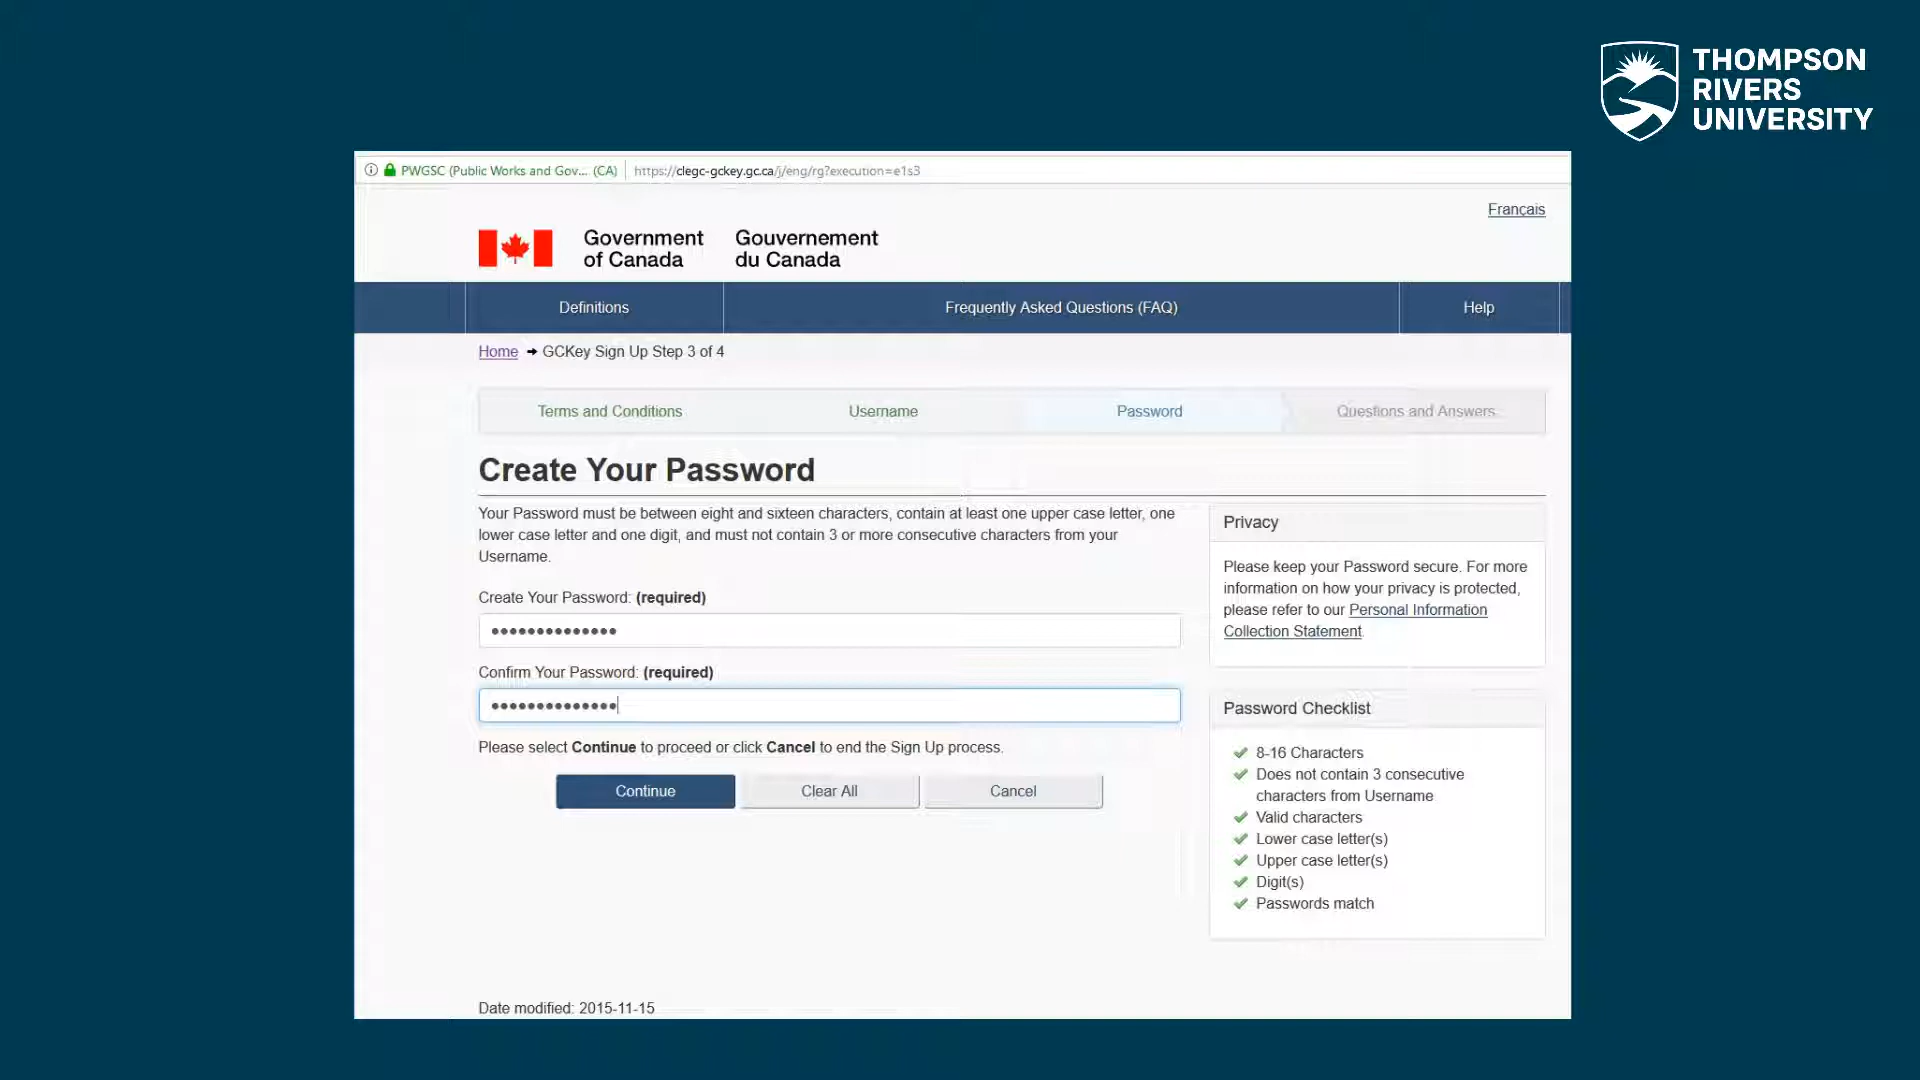 THOMPSON
RIVERS
UNIVERSITY
PWGSC (Public Works and Gov... (CA)
https://clegc-gckey.gc.ca/j/eng/rg?execution=e1s3
Français
Government of Canada
Gouvernement du Canada
Definitions
Frequently Asked Questions (FAQ)
Help
Home → GCKey Sign Up Step 3 of 4
Terms and Conditions
Username
Password
Questions and Answers
Create Your Password
Your Password must be between eight and sixteen characters, contain at least one upper case letter, one
lower case letter and one digit, and must not contain 3 or more consecutive characters from your
Username.
Create Your Password: (required)
••••••••••••••
Confirm Your Password: (required)
••••••••••••••
Please select Continue to proceed or click Cancel to end the Sign Up process.
Continue
Clear All
Cancel
Privacy
Please keep your Password secure. For more
information on how your privacy is protected,
please refer to our Personal Information
Collection Statement.
Password Checklist
8-16 Characters
Does not contain 3 consecutive
characters from Username
Valid characters
Lower case letter(s)
Upper case letter(s)
Digit(s)
Passwords match
Date modified: 2015-11-15